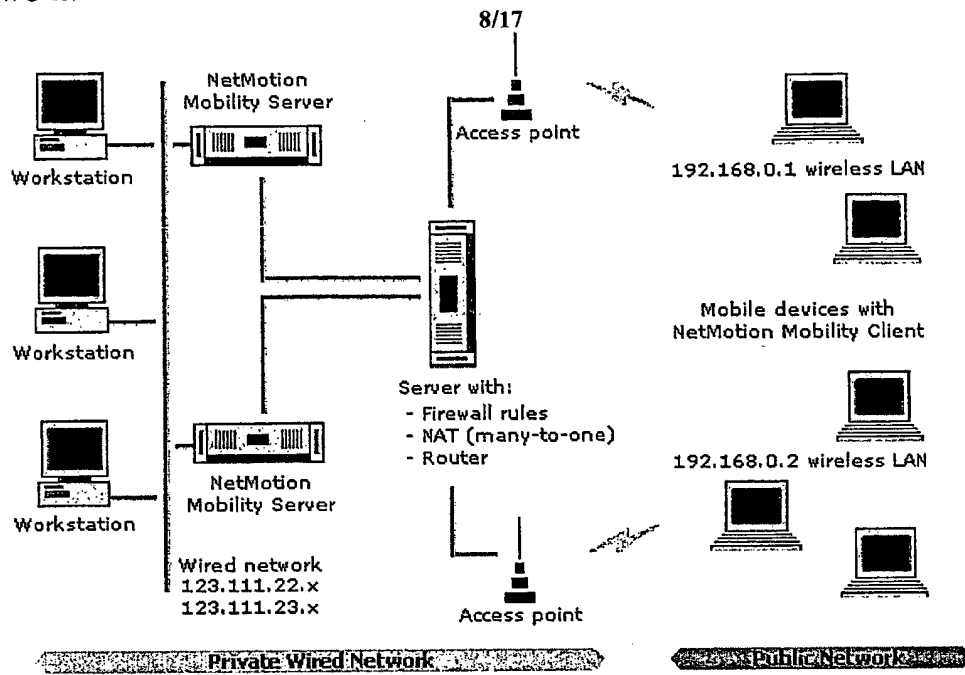 8/17
NetMotion
Mobility Server
Access point
Workstation
192.168.0.1 wireless LAN
Workstation
Mobile devices with
NetMotion Mobility Client
Server with:
- Firewall rules
- NAT (many-to-one)
- Router
192.168.0.2 wireless LAN
NetMotion
Mobility Server
Workstation
Wired network
123.111.22.x
123.111.23.x
Access point
Private Wired Network
Public Network